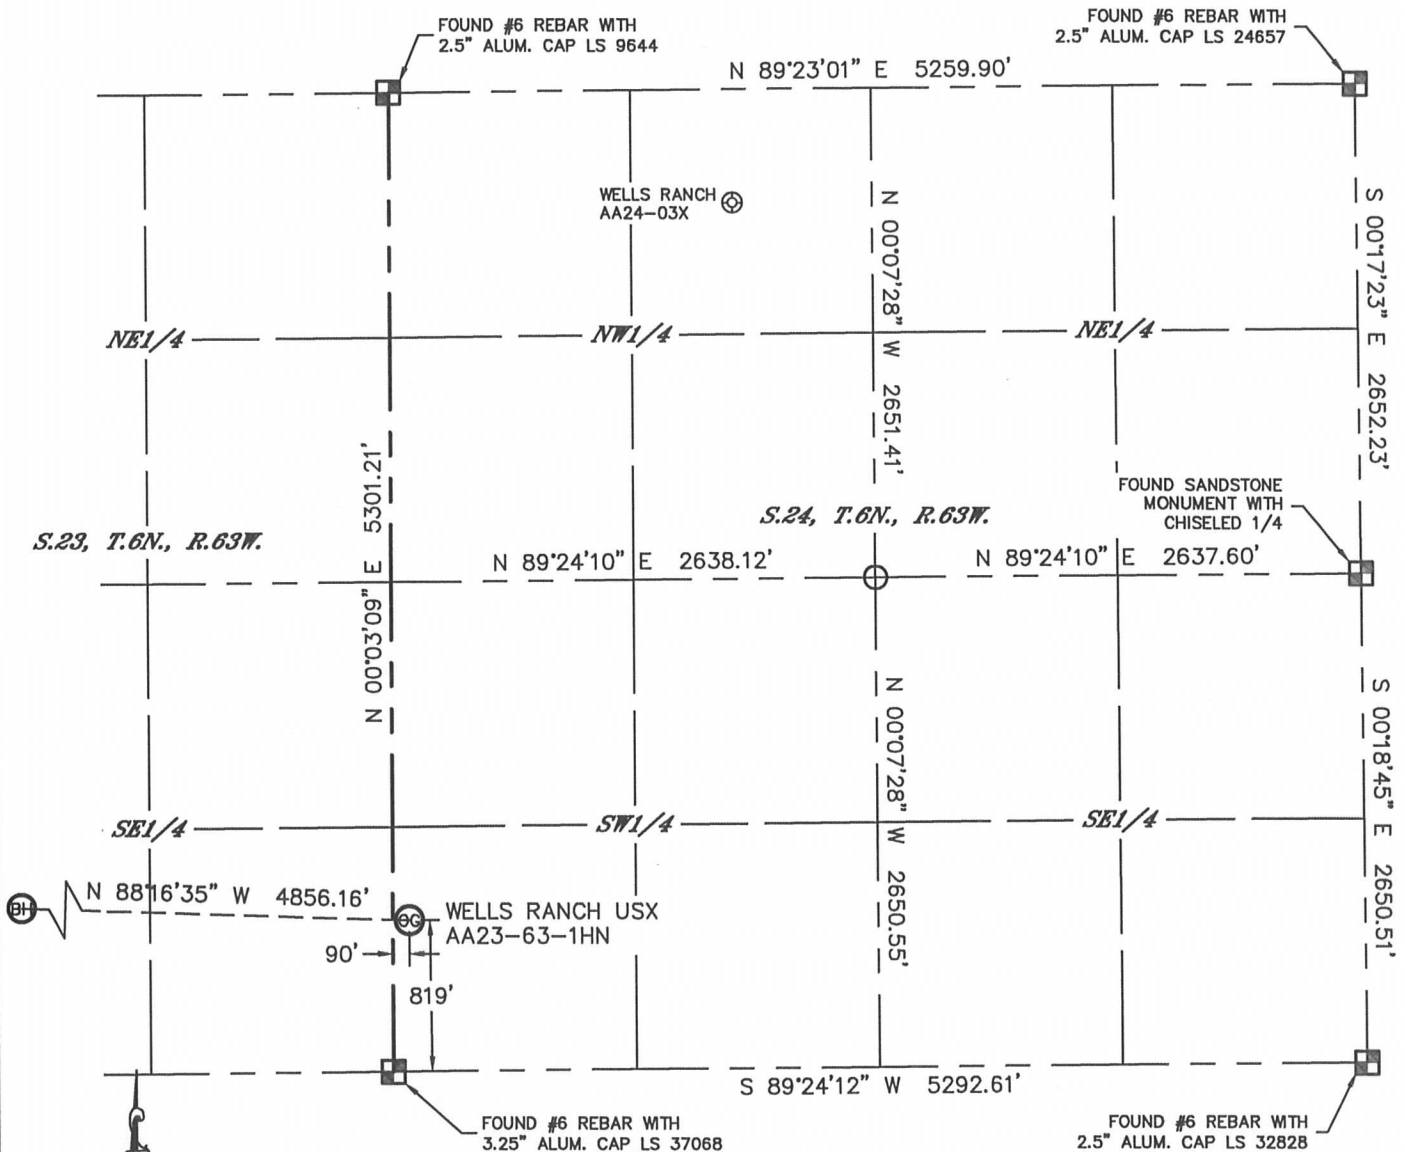 FOUND #6 REBAR WITH
2.5" ALUM. CAP LS 9644
FOUND #6 REBAR WITH
2.5" ALUM. CAP LS 24657
N 89°23'01" E 5259.90'
WELLS RANCH
AA24-03X
N 00°07'28" W 2651.41'
S 00°17'23" E 2652.23'
NE1/4
NW1/4
NE1/4
N 00°03'09" E 5301.21'
FOUND SANDSTONE
MONUMENT WITH
CHISELED 1/4
S.23, T.6N., R.63W.
S.24, T.6N., R.63W.
N 89°24'10" E 2638.12'
N 89°24'10" E 2637.60'
N 00°07'28" W 2650.55'
S 00°18'45" E 2650.51'
SE1/4
SW1/4
SE1/4
BH
N 88°16'35" W 4856.16'
OG
WELLS RANCH USX
AA23-63-1HN
90'
819'
S 89°24'12" W 5292.61'
FOUND #6 REBAR WITH
3.25" ALUM. CAP LS 37068
FOUND #6 REBAR WITH
2.5" ALUM. CAP LS 32828